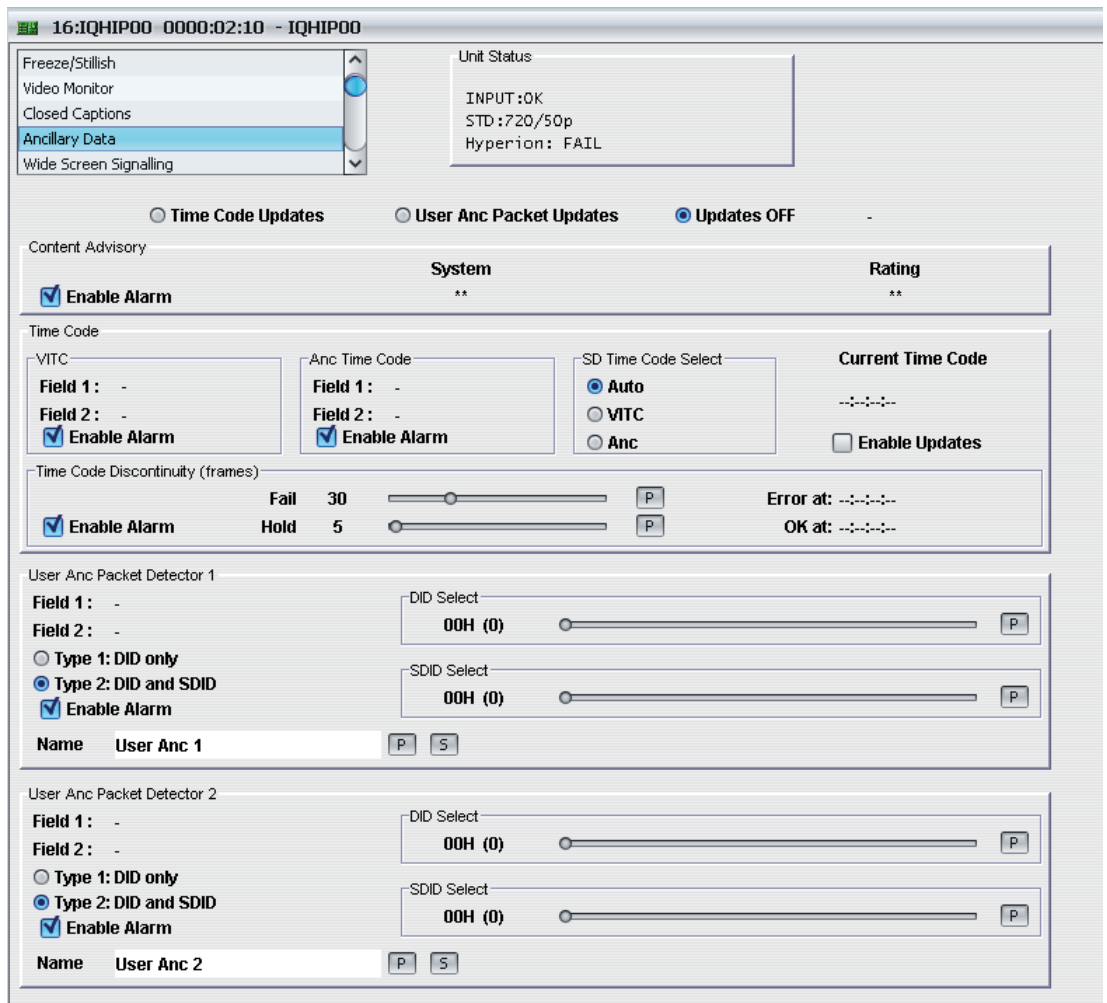 16:IQHIP00 0000:02:10 - IQHIP00
Freeze/Stillish
Video Monitor
Closed Captions
Ancillary Data
Wide Screen Signalling
Unit Status
INPUT:OK
STD:720/50p
Hyperion: FAIL
Time Code Updates User Anc Packet Updates Updates OFF -
Content Advisory
System Rating
Enable Alarm ** **
Time Code
VITC
Field 1 : -
Field 2 : -
Enable Alarm
Anc Time Code
Field 1 : -
Field 2 : -
Enable Alarm
SD Time Code Select
Auto
VITC
Anc
Current Time Code
--:--:--:--
Enable Updates
Time Code Discontinuity (frames)
Fail 30 P Error at: --:--:--:--
Enable Alarm Hold 5 P OK at: --:--:--:--
User Anc Packet Detector 1
Field 1 : -
Field 2 : -
Type 1: DID only
Type 2: DID and SDID
Enable Alarm
DID Select
00H (0) P
SDID Select
00H (0) P
Name User Anc 1 P S
User Anc Packet Detector 2
Field 1 : -
Field 2 : -
Type 1: DID only
Type 2: DID and SDID
Enable Alarm
DID Select
00H (0) P
SDID Select
00H (0) P
Name User Anc 2 P S